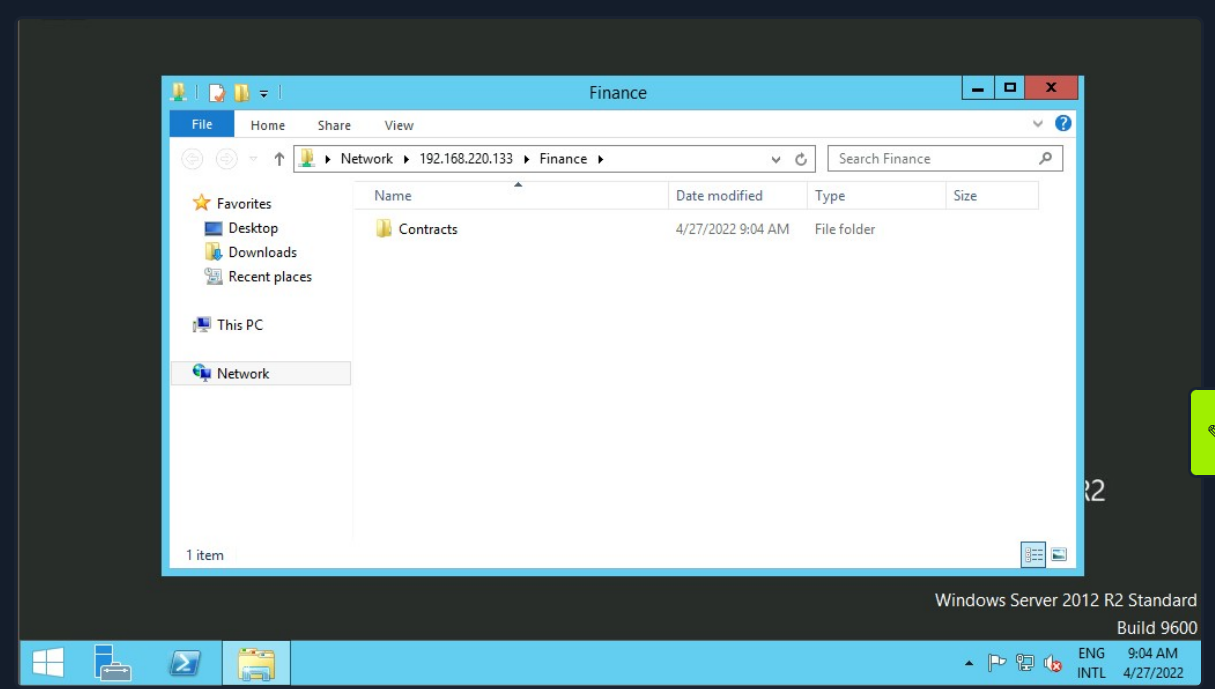 Finance
File Home Share View
Network 192.168.220.133 Finance
Search Finance
Name Date modified Type Size
Favorites
Desktop
Downloads
Recent places
This PC
Network
Contracts 4/27/2022 9:04 AM File folder
1 item
R2
Windows Server 2012 R2 Standard
Build 9600
ENG 9:04 AM
INTL 4/27/2022